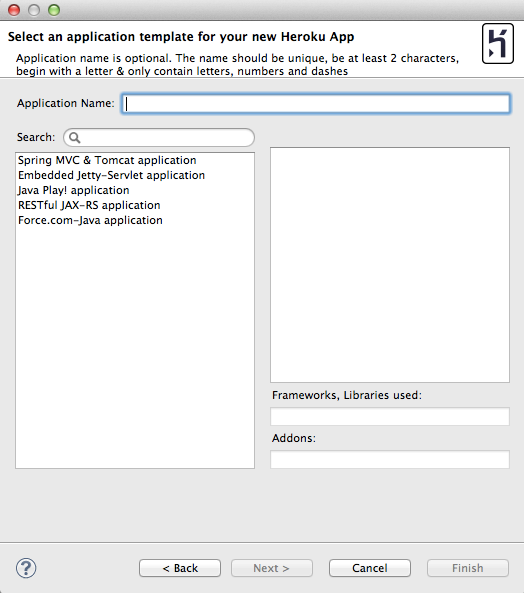 Select an application template for your new Heroku App
Application name is optional. The name should be unique, be at least 2 characters,
begin with a letter & only contain letters, numbers and dashes
Application Name:
Search:
Spring MVC & Tomcat application
Embedded Jetty-Servlet application
Java Play! application
RESTful JAX-RS application
Force.com-Java application
Frameworks, Libraries used:
Addons:
?
< Back
Next >
Cancel
Finish